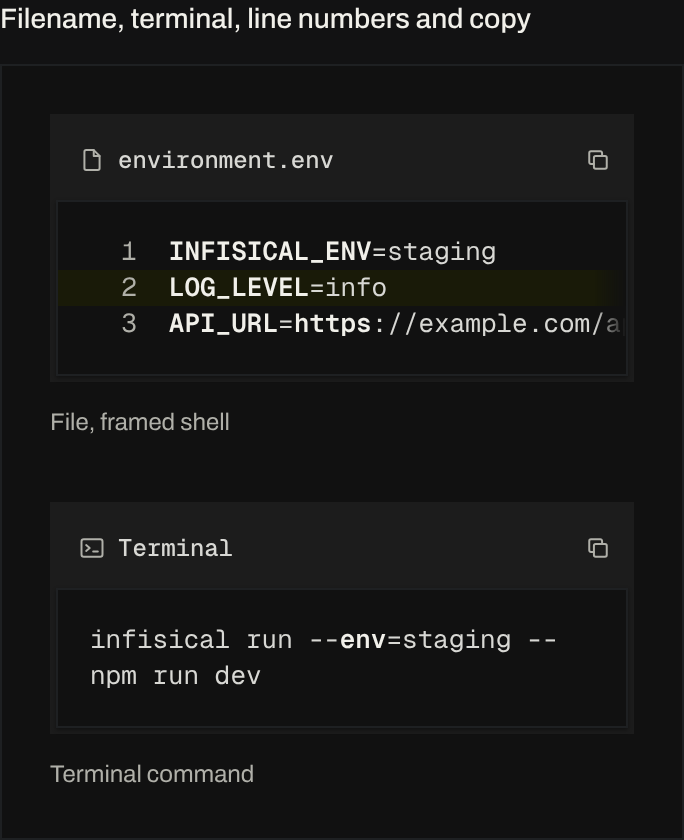 Filename, terminal, line numbers and copy
environment.env
1 INFISICAL_ENV=staging
2 LOG_LEVEL=info
3 API_URL=https://example.com/a
File, framed shell
Terminal
infisical run --env=staging --
npm run dev
Terminal command